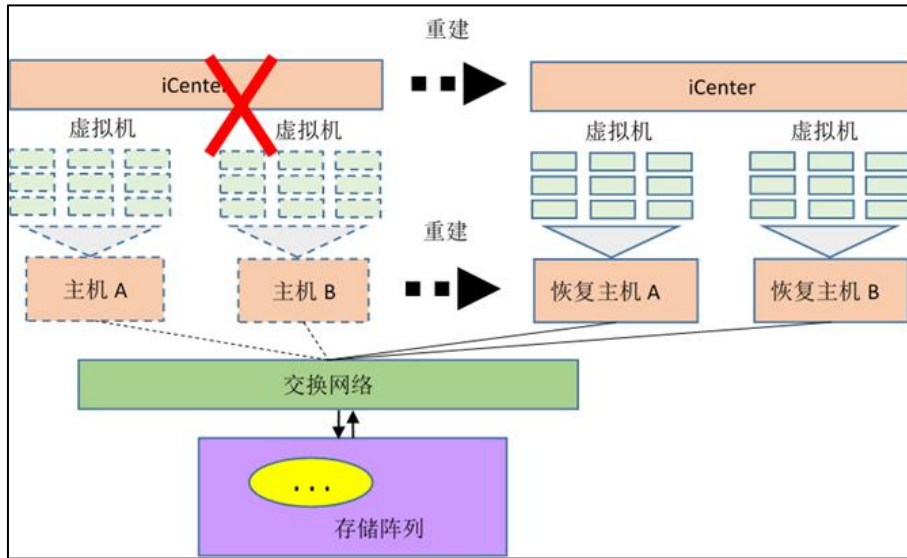 重建
iCenter
iCenter
虚拟机
虚拟机
虚拟机
虚拟机
重建
主机 A
主机 B
恢复主机 A
恢复主机 B
交换网络
...
存储阵列